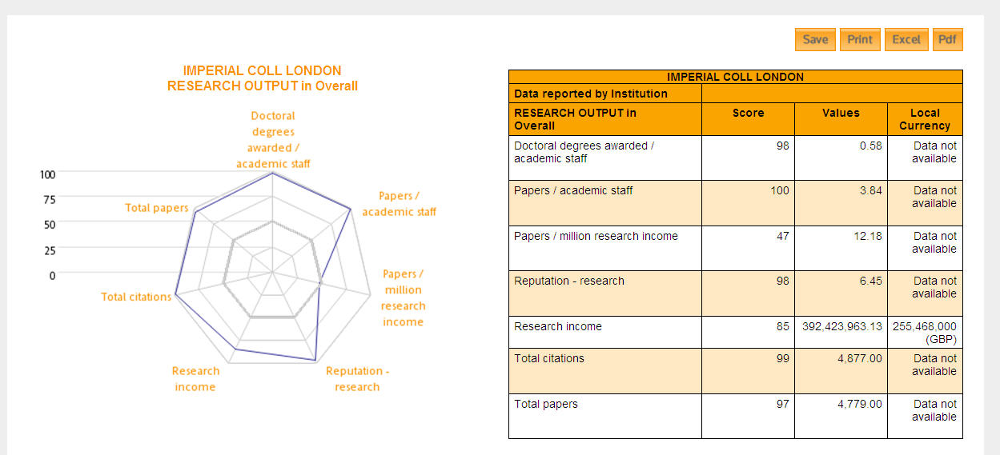 Save Print Excel Pdf
IMPERIAL COLL LONDON
RESEARCH OUTPUT in Overall
Doctoral
degrees
awarded /
academic staff
100
75
50
25
0
Total papers
Papers /
academic staff
Papers /
million
research
income
Total citations
Research
income
Reputation -
research
IMPERIAL COLL LONDON
Data reported by Institution
RESEARCH OUTPUT in
Overall
Score
Values
Local
Currency
Doctoral degrees awarded /
academic staff
98
0.58
Data not
available
Papers / academic staff
100
3.84
Data not
available
Papers / million research income
47
12.18
Data not
available
Reputation - research
98
6.45
Data not
available
Research income
85
392,423,963.13
255,468,000
(GBP)
Total citations
99
4,877.00
Data not
available
Total papers
97
4,779.00
Data not
available